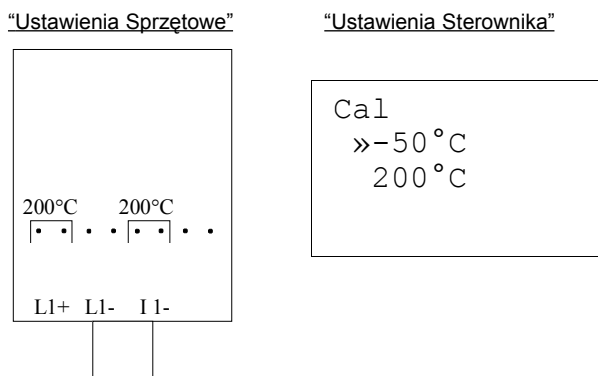 “Ustawienia Sprzętowe”
“Ustawienia Sterownika”
Cal
»-50°C
200°C
200°C 200°C
L1+ L1- I 1-